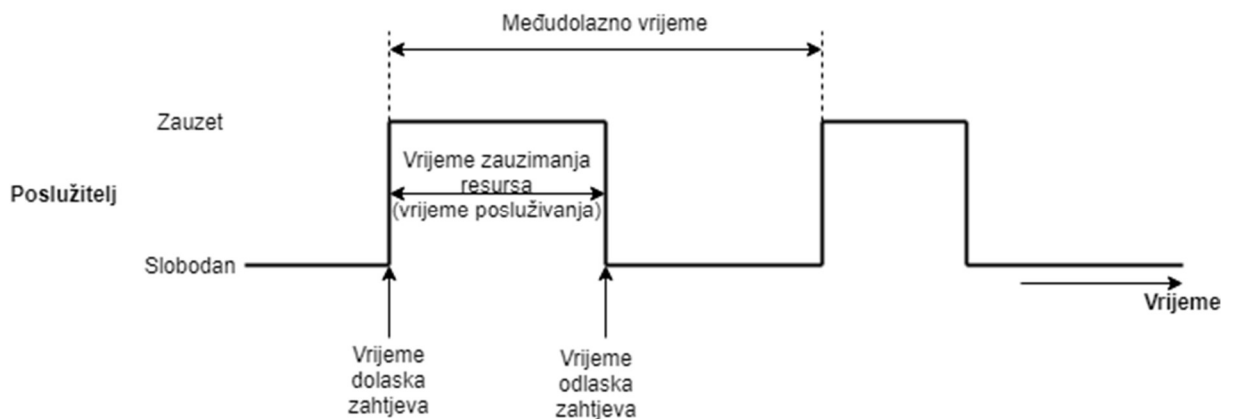 Međudolazno vrijeme
Zauzet
Vrijeme zauzimanja
resursa
(vrijeme posluživanja)
Poslužitelj
Slobodan
Vrijeme
Vrijeme
dolaska
zahtjeva
Vrijeme
odlaska
zahtjeva